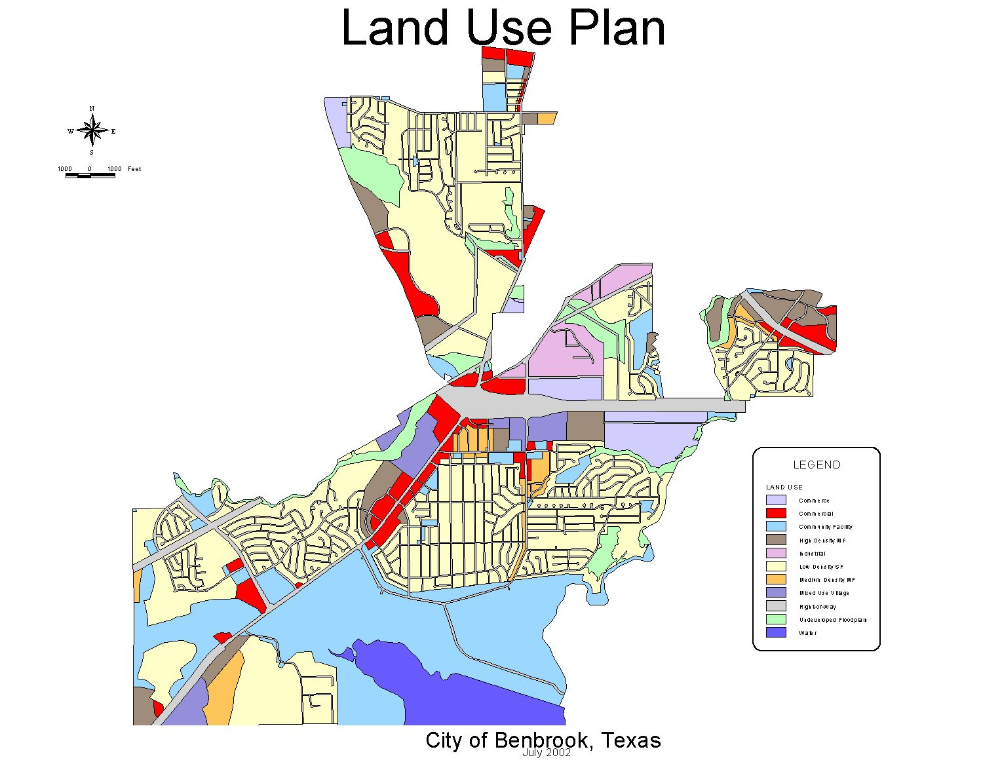 Land Use Plan
N
W E
S
1000 0 1000 Feet
LEGEND
LAND USE
Commerce
Commercial
Community Facility
High Density MF
Industrial
Low Density SF
Medium Density MF
Mixed Use Village
Right-of-Way
Undeveloped Floodplain
Water
City of Benbrook, Texas
July 2002